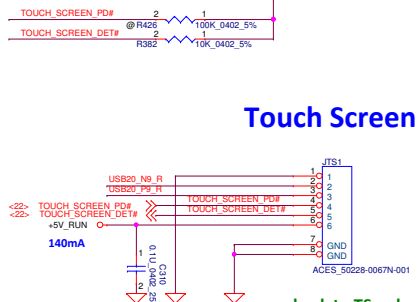 TOUCH_SCREEN_PD# 2 1
@ R426 100K_0402_5%
TOUCH_SCREEN_DET# 2 1
R382 10K_0402_5%
Touch Screen
JTS1
USB20_N9_R
USB20_P9_R
<22> TOUCH_SCREEN_PD# TOUCH_SCREEN_PD#
<22> TOUCH_SCREEN_DET# TOUCH_SCREEN_DET#
+5V_RUN
140mA
1 1
2 2
3 3
4 4
5 5
6 6
7 GND
8 GND
ACES_50228-0067N-001
1
2
C310
0.1U_0402_25